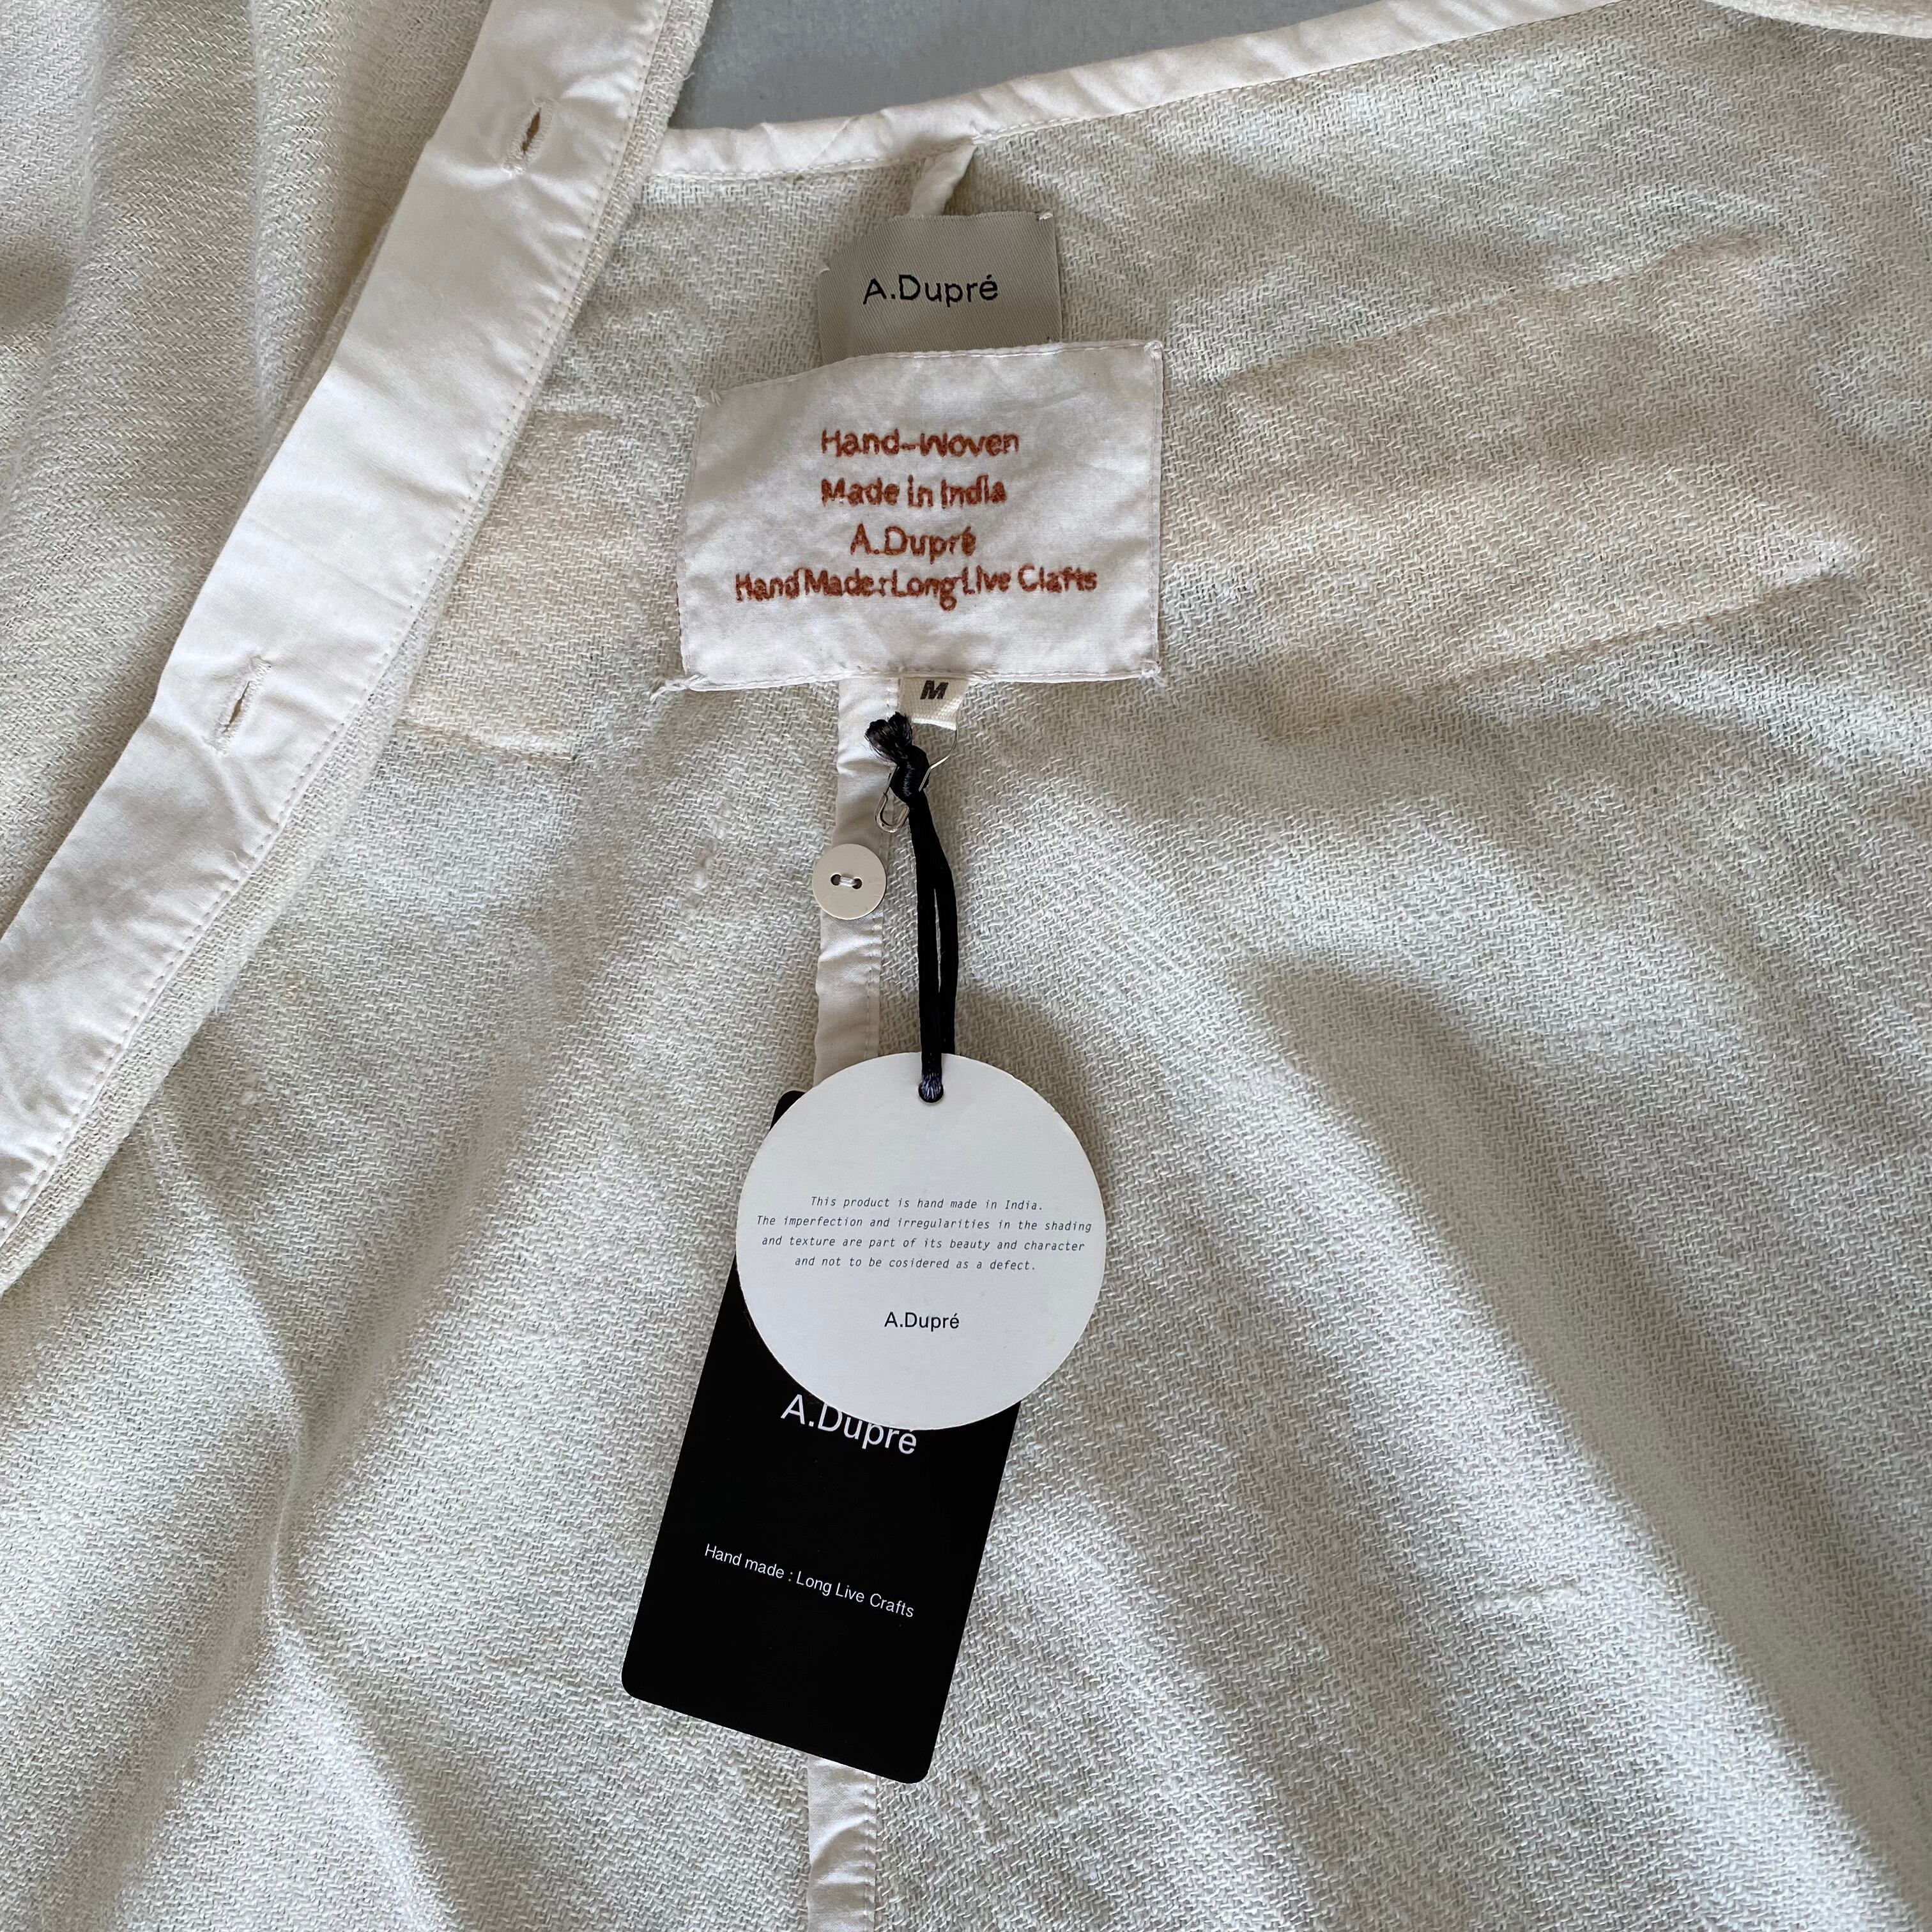 A.Dupré
Hand-Woven
Made in India
A.Dupré
Hand Made:Long Live Clafts
M
This product is hand made in India.
The imperfection and irregularities in the shading
and texture are part of its beauty and character
and not to be cosidered as a defect.
A.Dupré
A.Dupré
Hand made : Long Live Crafts